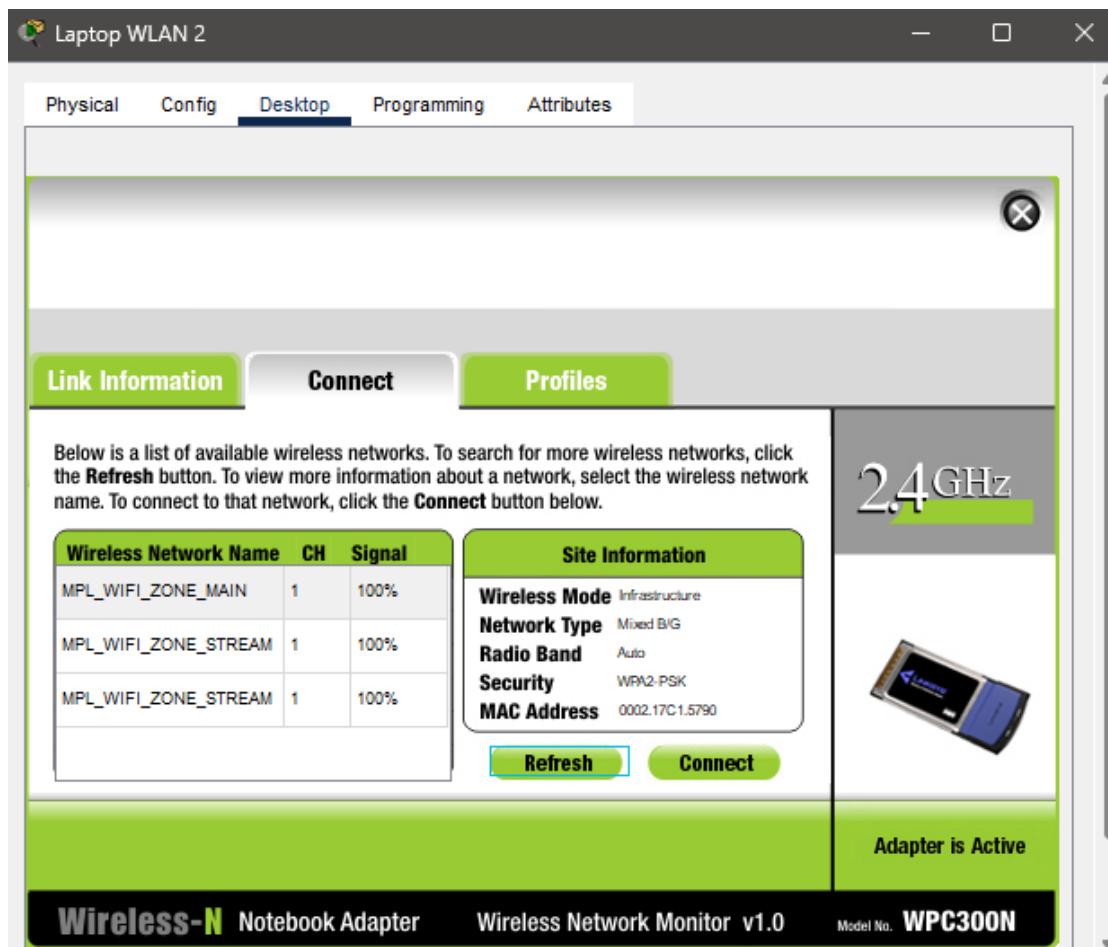 Laptop WLAN 2
Physical Config Desktop Programming Attributes
Link Information Connect Profiles
Below is a list of available wireless networks. To search for more wireless networks, click
the Refresh button. To view more information about a network, select the wireless network
name. To connect to that network, click the Connect button below.
2.4GHz
Wireless Network Name CH Signal
MPL_WIFI_ZONE_MAIN 1 100%
MPL_WIFI_ZONE_STREAM 1 100%
MPL_WIFI_ZONE_STREAM 1 100%
Site Information
Wireless Mode Infrastructure
Network Type Mixed B/G
Radio Band Auto
Security WPA2-PSK
MAC Address 0002.17C1.5790
Refresh Connect
LINKSYS
Adapter is Active
Wireless-N Notebook Adapter Wireless Network Monitor v1.0 Model No. WPC300N